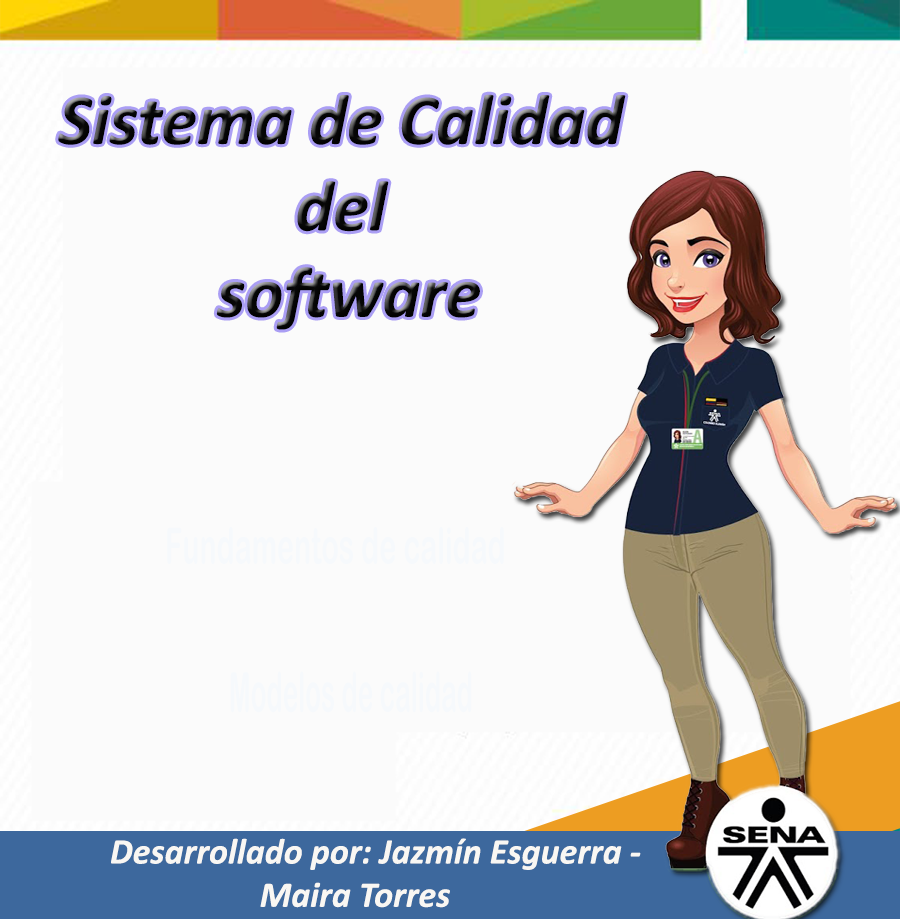 Sistema de Calidad
del
software
Fundamentos de calidad
Modelos de calidad
Desarrollado por: Jazmín Esguerra -
Maira Torres
SENA